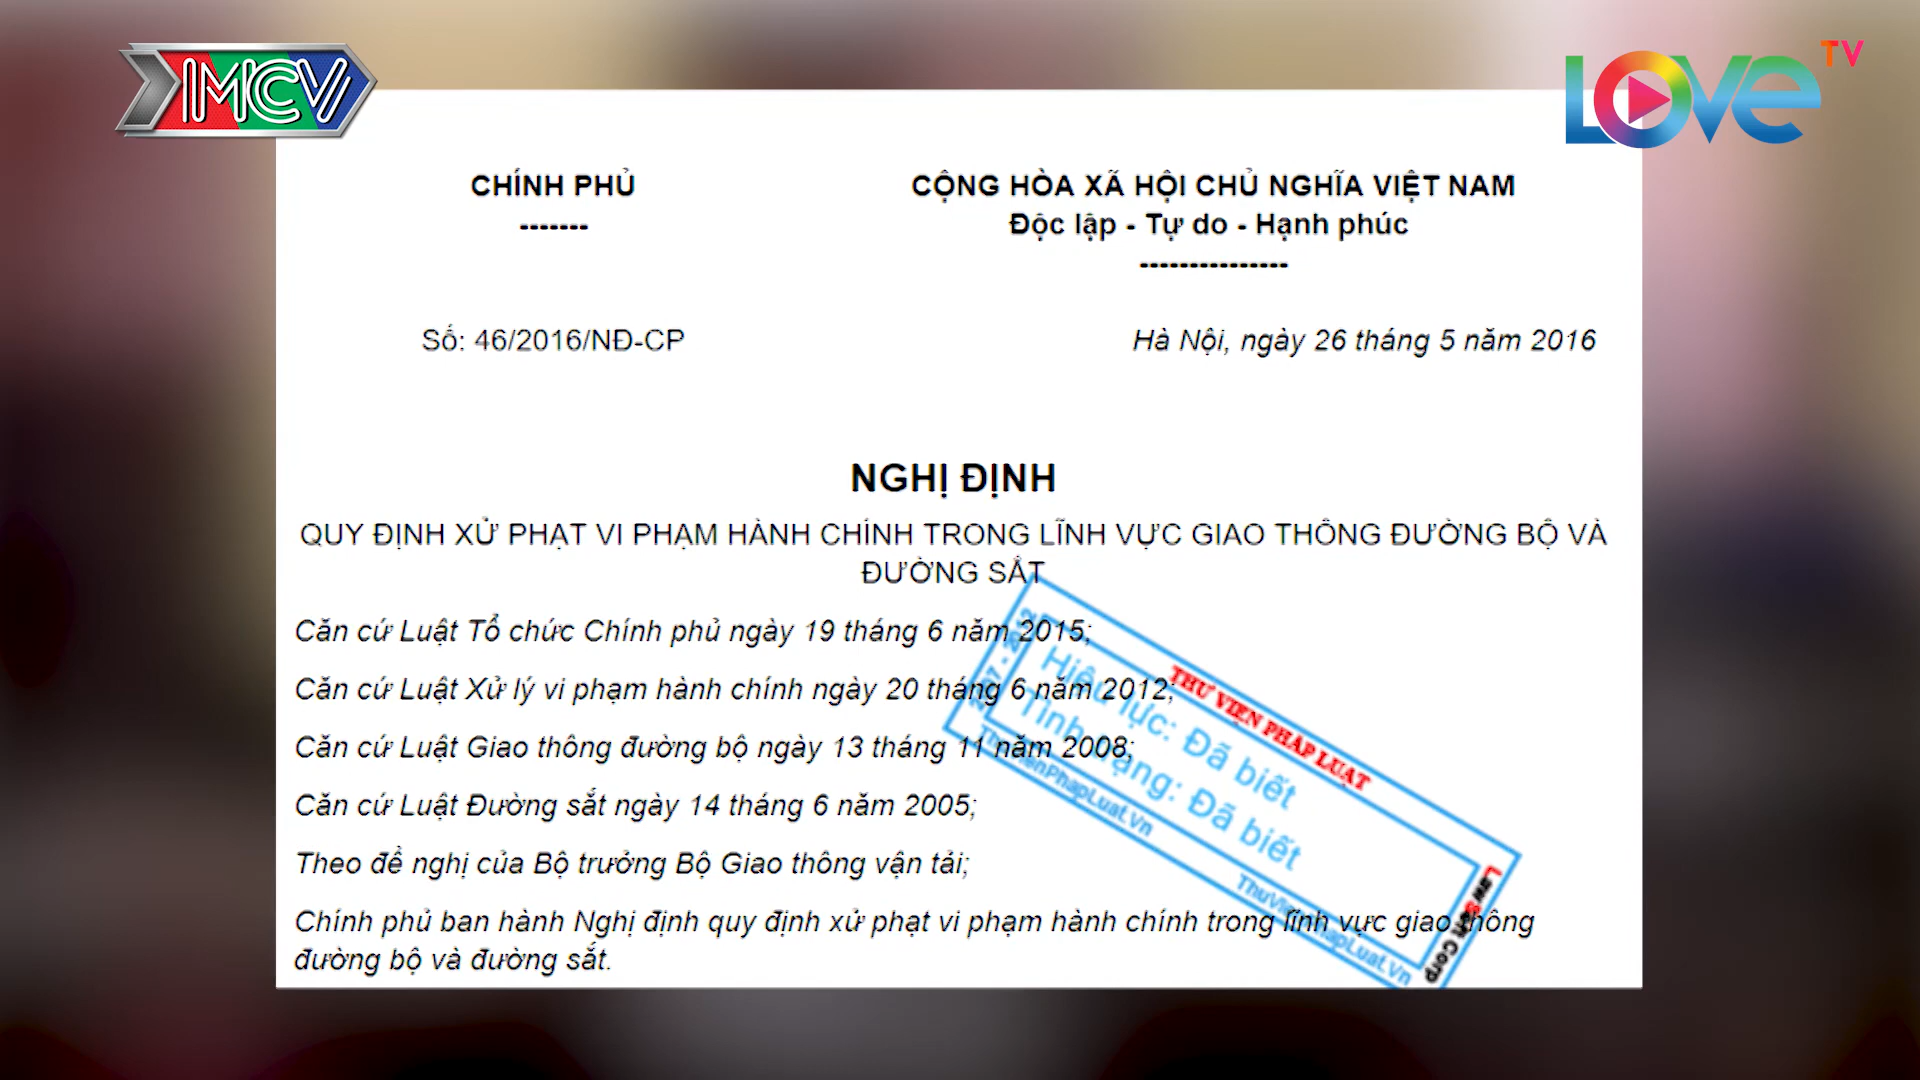 MCV
LOVE TV
CHÍNH PHỦ
-------
CỘNG HÒA XÃ HỘI CHỦ NGHĨA VIỆT NAM
Độc lập - Tự do - Hạnh phúc
---------------
Số: 46/2016/NĐ-CP
Hà Nội, ngày 26 tháng 5 năm 2016
NGHỊ ĐỊNH
QUY ĐỊNH XỬ PHẠT VI PHẠM HÀNH CHÍNH TRONG LĨNH VỰC GIAO THÔNG ĐƯỜNG BỘ VÀ
ĐƯỜNG SẮT
Căn cứ Luật Tổ chức Chính phủ ngày 19 tháng 6 năm 2015;
Căn cứ Luật Xử lý vi phạm hành chính ngày 20 tháng 6 năm 2012;
Căn cứ Luật Giao thông đường bộ ngày 13 tháng 11 năm 2008;
Căn cứ Luật Đường sắt ngày 14 tháng 6 năm 2005;
Theo đề nghị của Bộ trưởng Bộ Giao thông vận tải;
Chính phủ ban hành Nghị định quy định xử phạt vi phạm hành chính trong lĩnh vực giao thông
đường bộ và đường sắt.
THƯ VIỆN PHÁP LUẬT
Hiệu lực: Đã biết
Tình trạng: Đã biết
ThuVienPhapLuat.Vn
ThuVienPhapLuat.Vn
LawSoft Corp